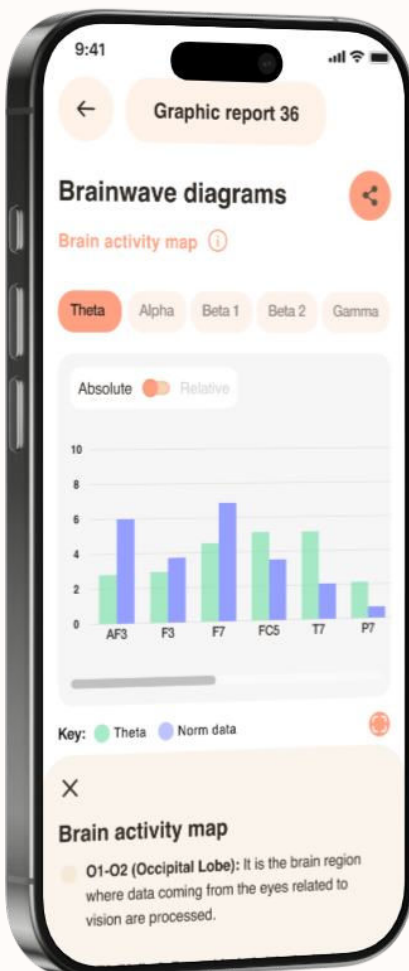 9:41
Graphic report 36
Brainwave diagrams
Brain activity map
Theta Alpha Beta 1 Beta 2 Gamma
Absolute Relative
10
8
6
4
2
0
AF3 F3 F7 FC5 T7 P7
Key: Theta Norm data
Brain activity map
O1-O2 (Occipital Lobe): It is the brain region
where data coming from the eyes related to
vision are processed.